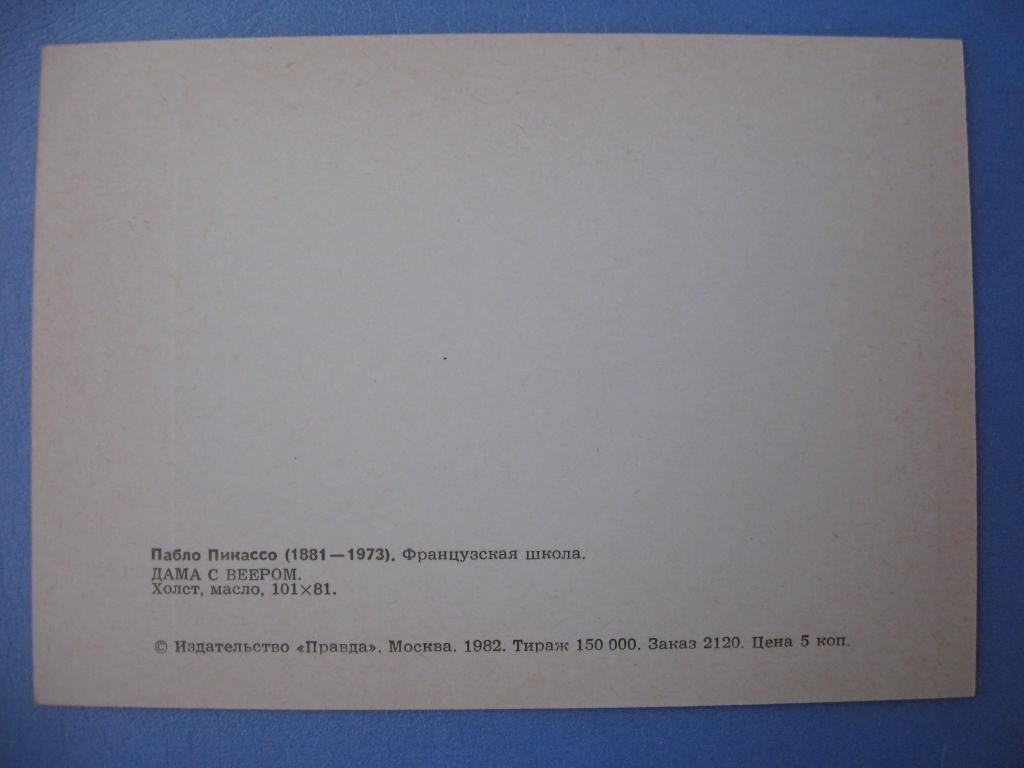 Пабло Пикассо (1881—1973). Французская школа.
ДАМА С ВЕЕРОМ.
Холст, масло, 101×81.
© Издательство «Правда». Москва. 1982. Тираж 150 000. Заказ 2120. Цена 5 коп.